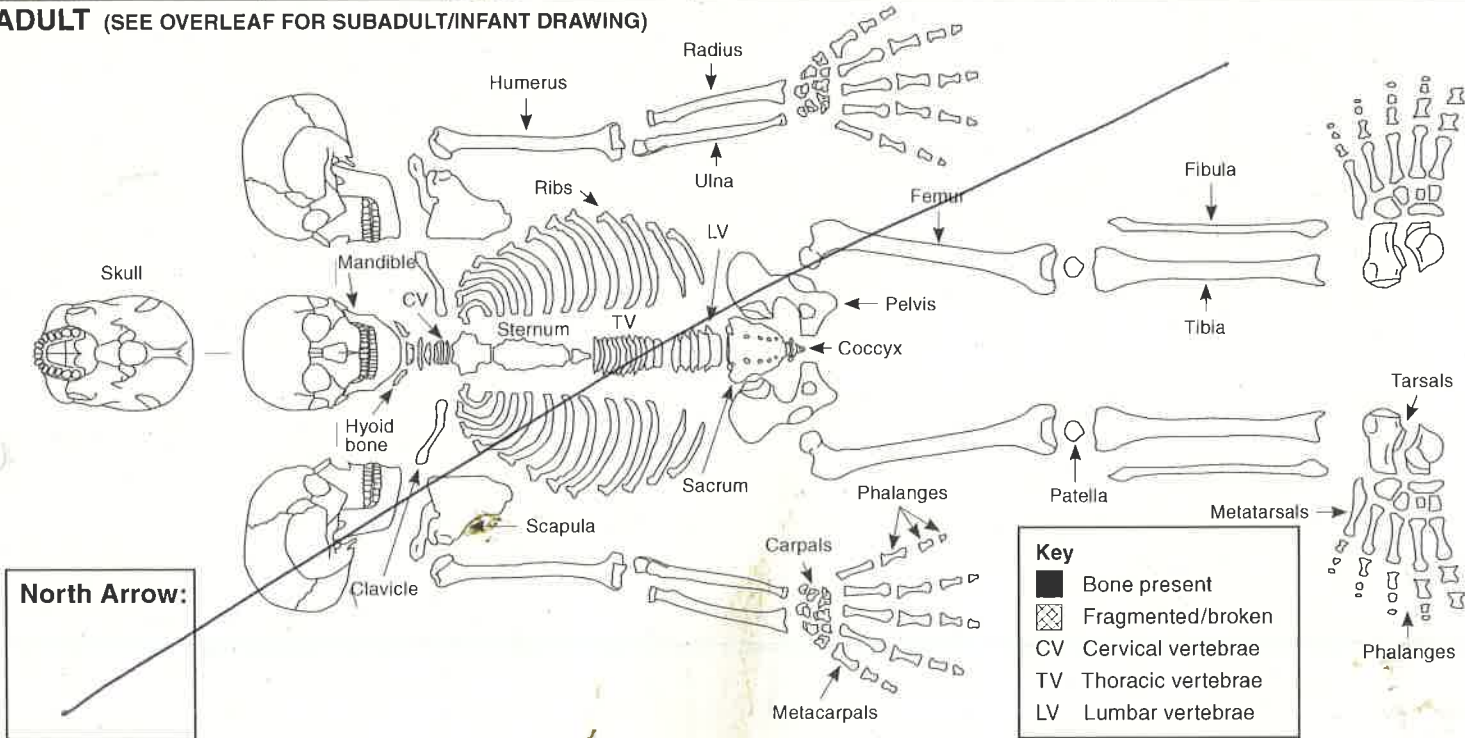 ADULT (SEE OVERLEAF FOR SUBADULT/INFANT DRAWING)
Radius
Humerus
Ulna
Ribs
Femur
Fibula
LV
Skull
Mandible
CV
Sternum
TV
Pelvis
Tibia
Coccyx
Hyoid
bone
Tarsals
Sacrum
Phalanges
Patella
Metatarsals
Scapula
Carpals
Clavicle
North Arrow:
Key
Bone present
Fragmented/broken
CV Cervical vertebrae
TV Thoracic vertebrae
LV Lumbar vertebrae
Phalanges
Metacarpals